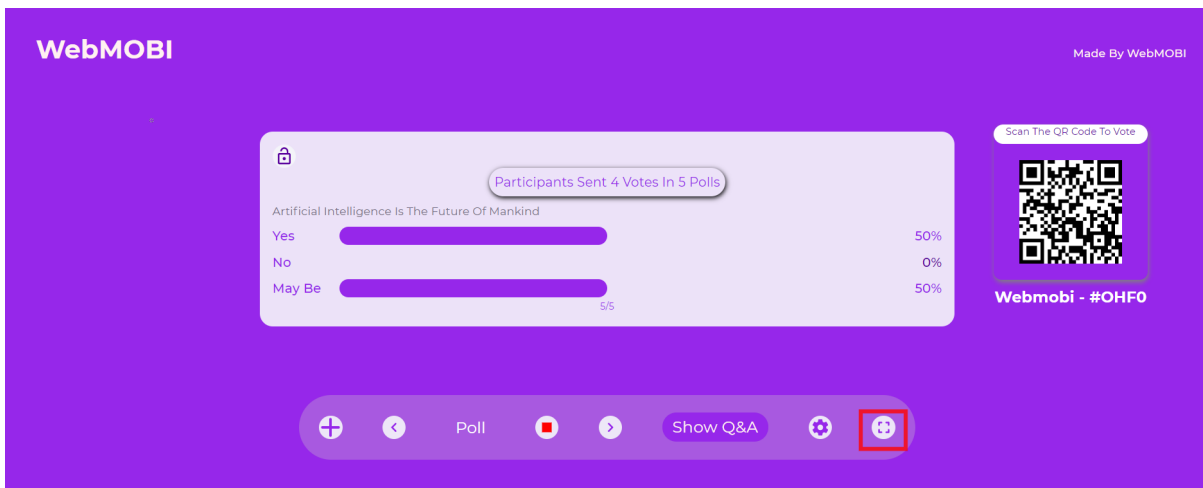 WebMOBI
Made By WebMOBI
Scan The QR Code To Vote
Participants Sent 4 Votes In 5 Polls
Artificial Intelligence Is The Future Of Mankind
Yes 50%
No 0%
May Be 50%
5/5
Webmobi - #OHF0
Poll
Show Q&A